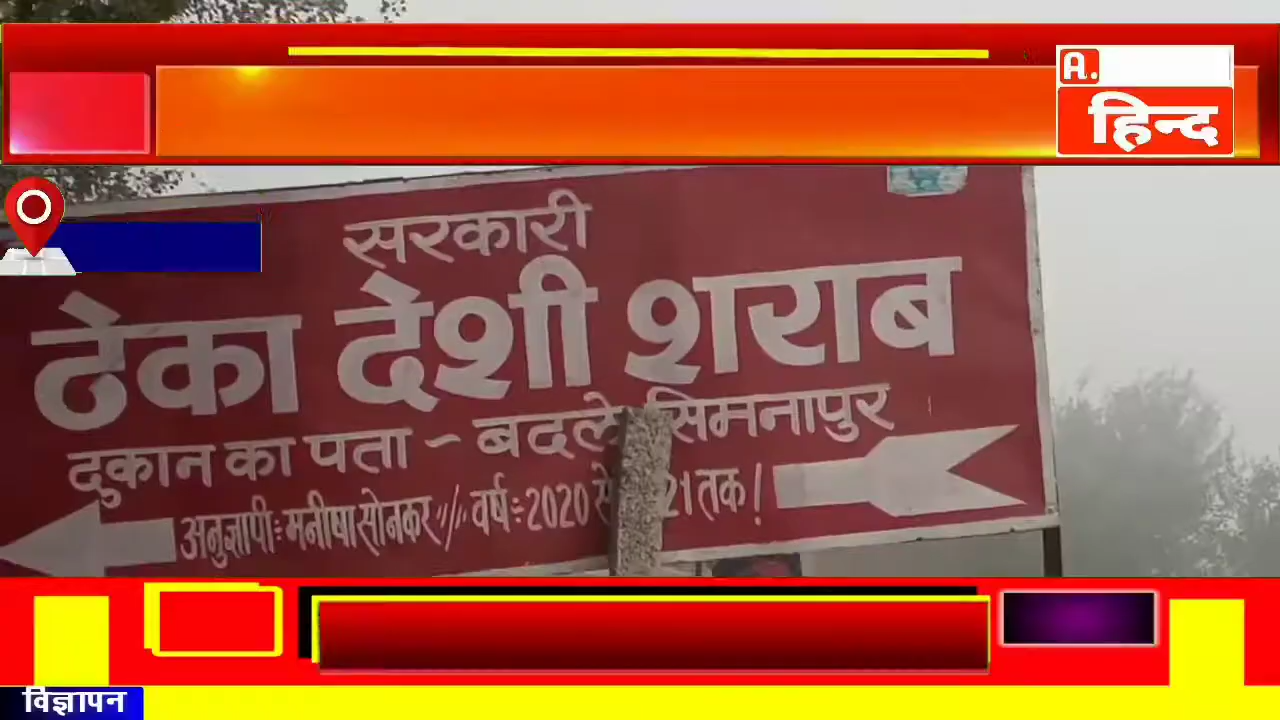 A.
हिन्द
सरकारी
ठेका देशी शराब
दुकान का पता ~ बदले सिमनापुर
अनुज्ञापी: मनीषा सोनकर // वर्ष: 2020 से 21 तक!
विज्ञापन